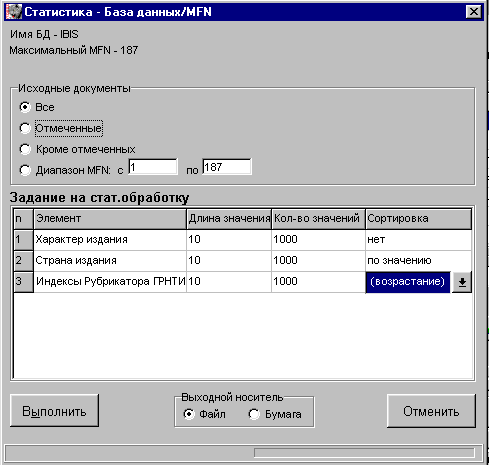 Статистика - База данных/MFN
Имя БД - IBIS
Максимальный MFN - 187
Исходные документы
Все
Отмеченные
Кроме отмеченных
Диапазон MFN: с 1 по 187
Задание на стат.обработку
n Элемент Длина значения Кол-во значений Сортировка
1 Характер издания 10 1000 нет
2 Страна издания 10 1000 по значению
3 Индексы Рубрикатора ГРНТИ 10 1000 (возрастание)
Выходной носитель
Выполнить Файл Бумага Отменить